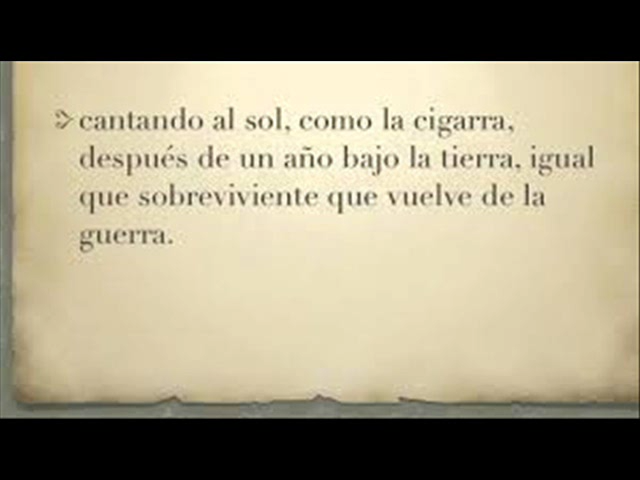 cantando al sol, como la cigarra,
después de un año bajo la tierra, igual
que sobreviviente que vuelve de la
guerra.